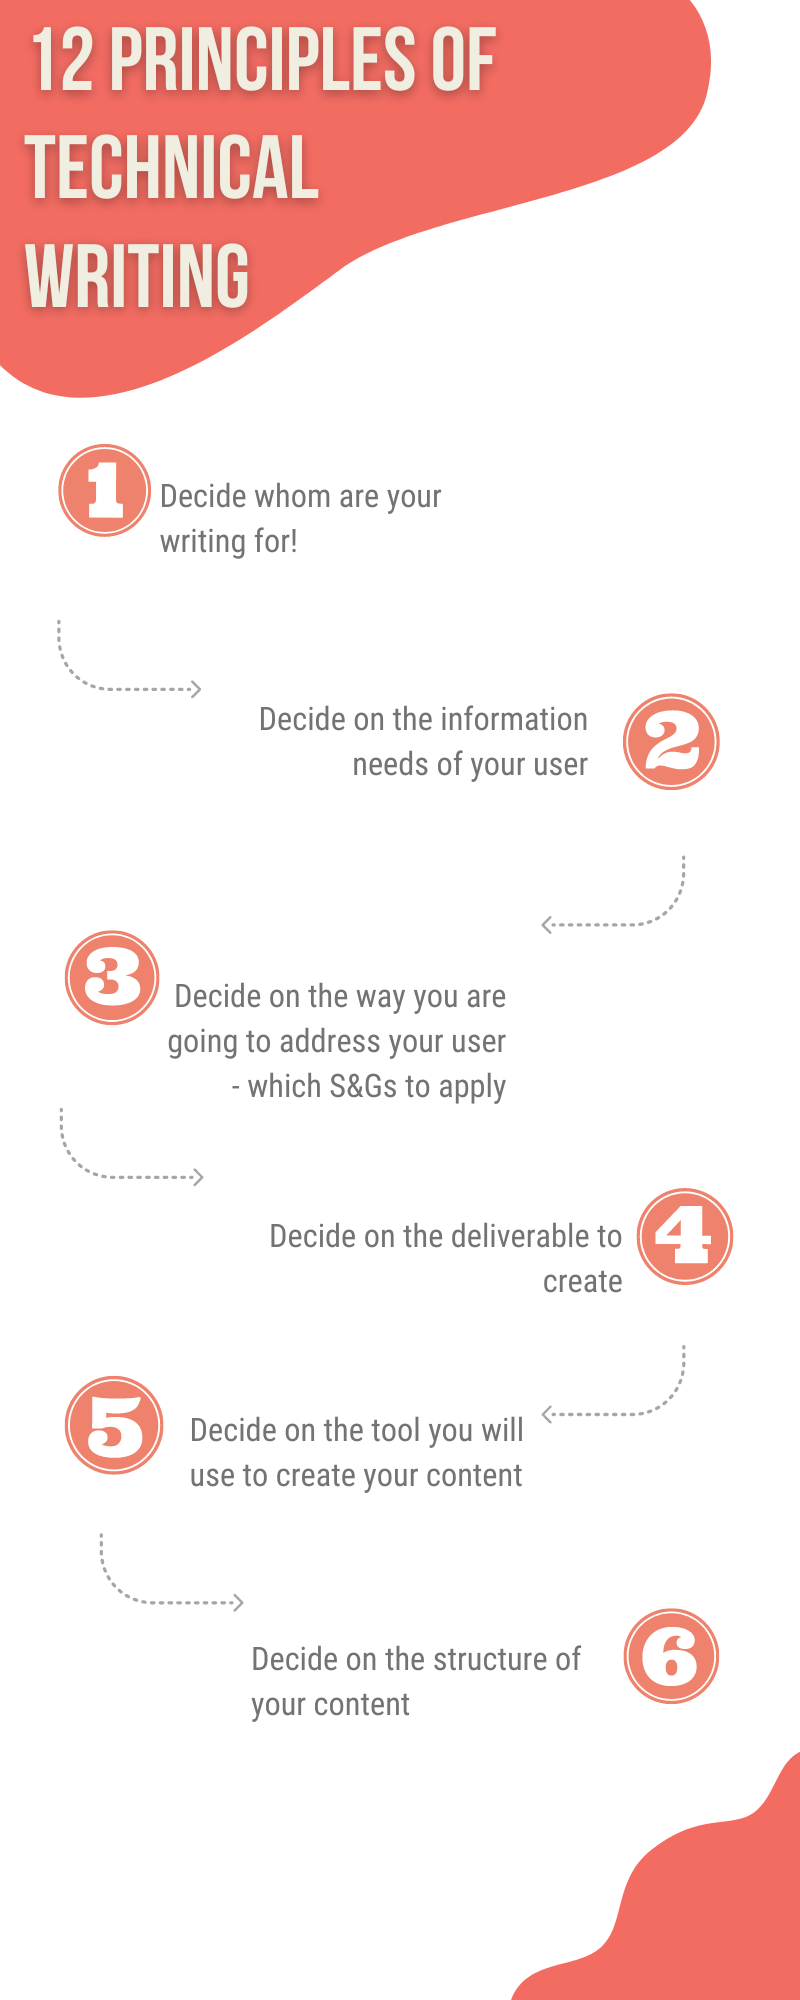 12 PRINCIPLES OF
TECHNICAL
WRITING
1
Decide whom are your
writing for!
Decide on the information
needs of your user
2
3
Decide on the way you are
going to address your user
- which S&Gs to apply
Decide on the deliverable to
create
4
5
Decide on the tool you will
use to create your content
Decide on the structure of
your content
6